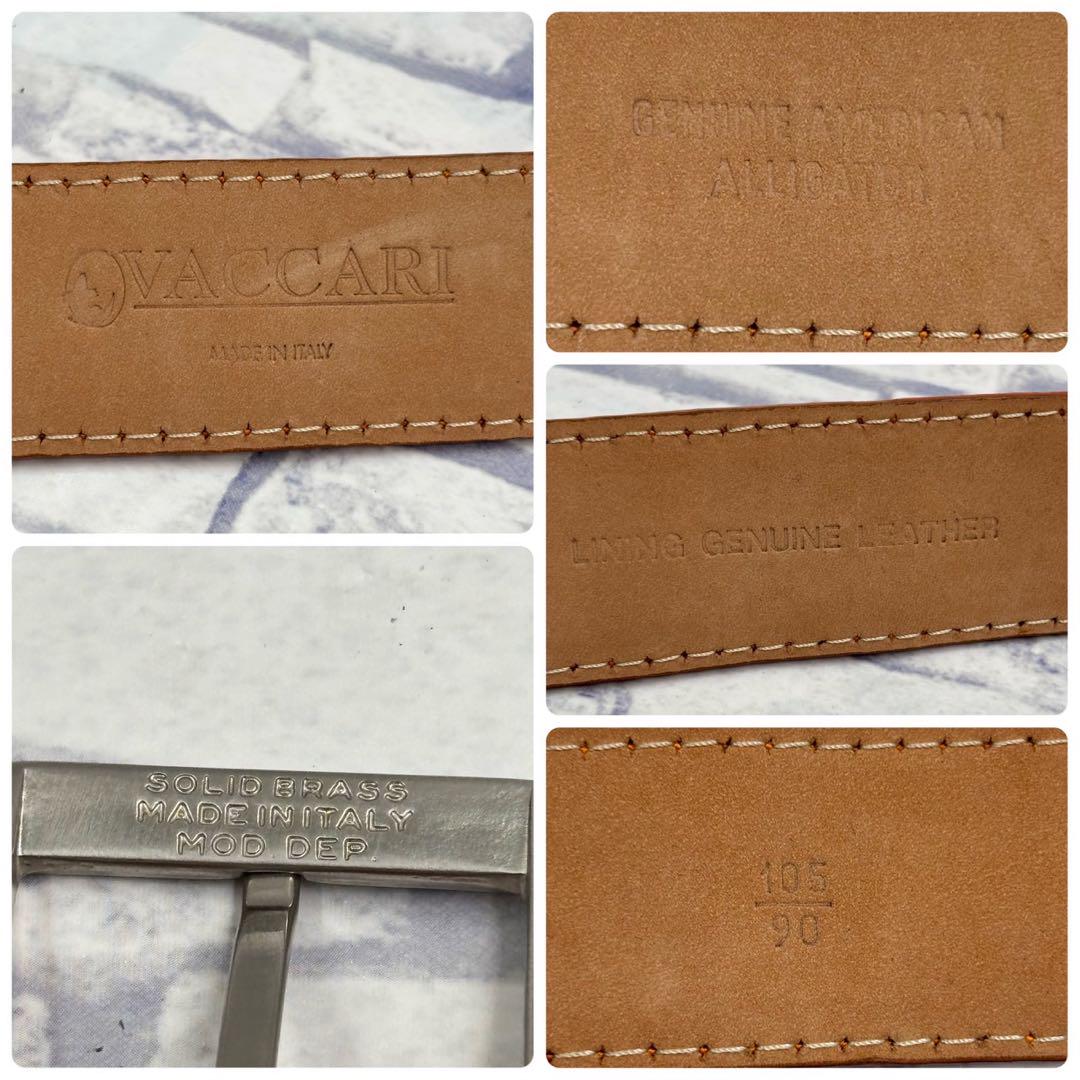 VACCARI
MADE IN ITALY
GENUINE AMERICAN
ALLIGATOR
LINING GENUINE LEATHER
SOLID BRASS
MADE IN ITALY
MOD DEP.
105
90